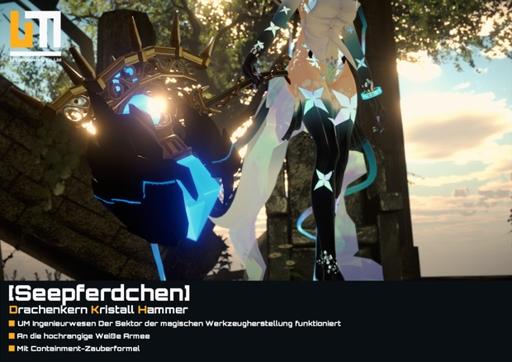 UM
[Seepferdchen]
Drachenkern Kristall Hammer
UM Ingenieurwesen Der Sektor der magischen Werkzeugherstellung funktioniert
An die hochrangige Weiße Armee
Mit Containment-Zauberformel